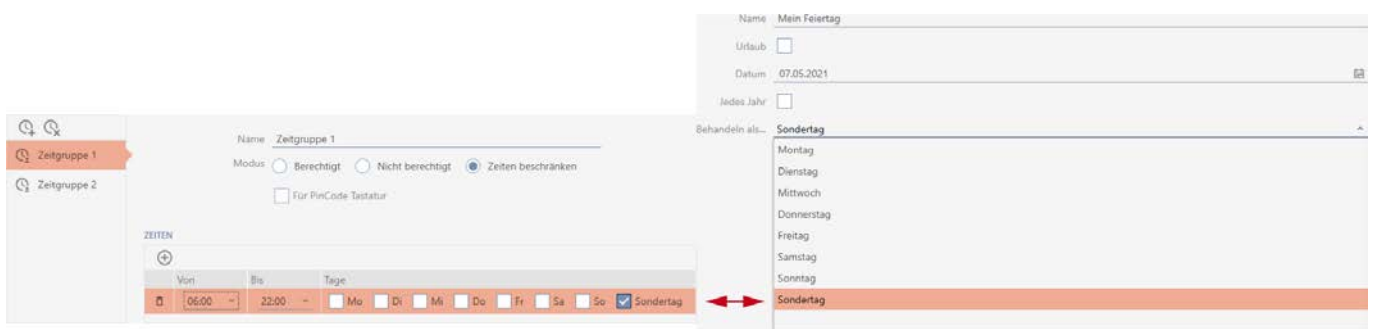 Zeitgruppe 1
Zeitgruppe 2
Name Zeitgruppe 1
Modus Berechtigt Nicht berechtigt Zeiten beschränken
Für PinCode Tastatur
ZEITEN
Von Bis Tage
06:00 22:00 Mo Di Mi Do Fr Sa So Sondertag
Name Mein Feiertag
Urlaub
Datum 07.05.2021
Jedes Jahr
Behandeln als... Sondertag
Montag
Dienstag
Mittwoch
Donnerstag
Freitag
Samstag
Sonntag
Sondertag